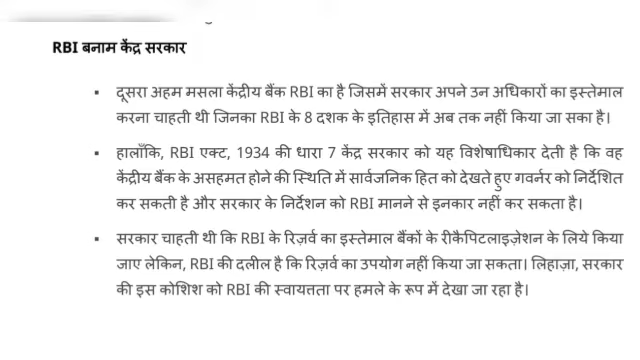 RBI बनाम केंद्र सरकार
▪ दूसरा अहम मसला केंद्रीय बैंक RBI का है जिसमें सरकार अपने उन अधिकारों का इस्तेमाल
करना चाहती थी जिनका RBI के 8 दशक के इतिहास में अब तक नहीं किया जा सका है।
▪ हालाँकि, RBI एक्ट, 1934 की धारा 7 केंद्र सरकार को यह विशेषाधिकार देती है कि वह
केंद्रीय बैंक के असहमत होने की स्थिति में सार्वजनिक हित को देखते हुए गवर्नर को निर्देशित
कर सकती है और सरकार के निर्देशन को RBI मानने से इनकार नहीं कर सकता है।
▪ सरकार चाहती थी कि RBI के रिज़र्व का इस्तेमाल बैंकों के रीकैपिटलाइज़ेशन के लिये किया
जाए लेकिन, RBI की दलील है कि रिज़र्व का उपयोग नहीं किया जा सकता। लिहाज़ा, सरकार
की इस कोशिश को RBI की स्वायत्तता पर हमले के रूप में देखा जा रहा है।